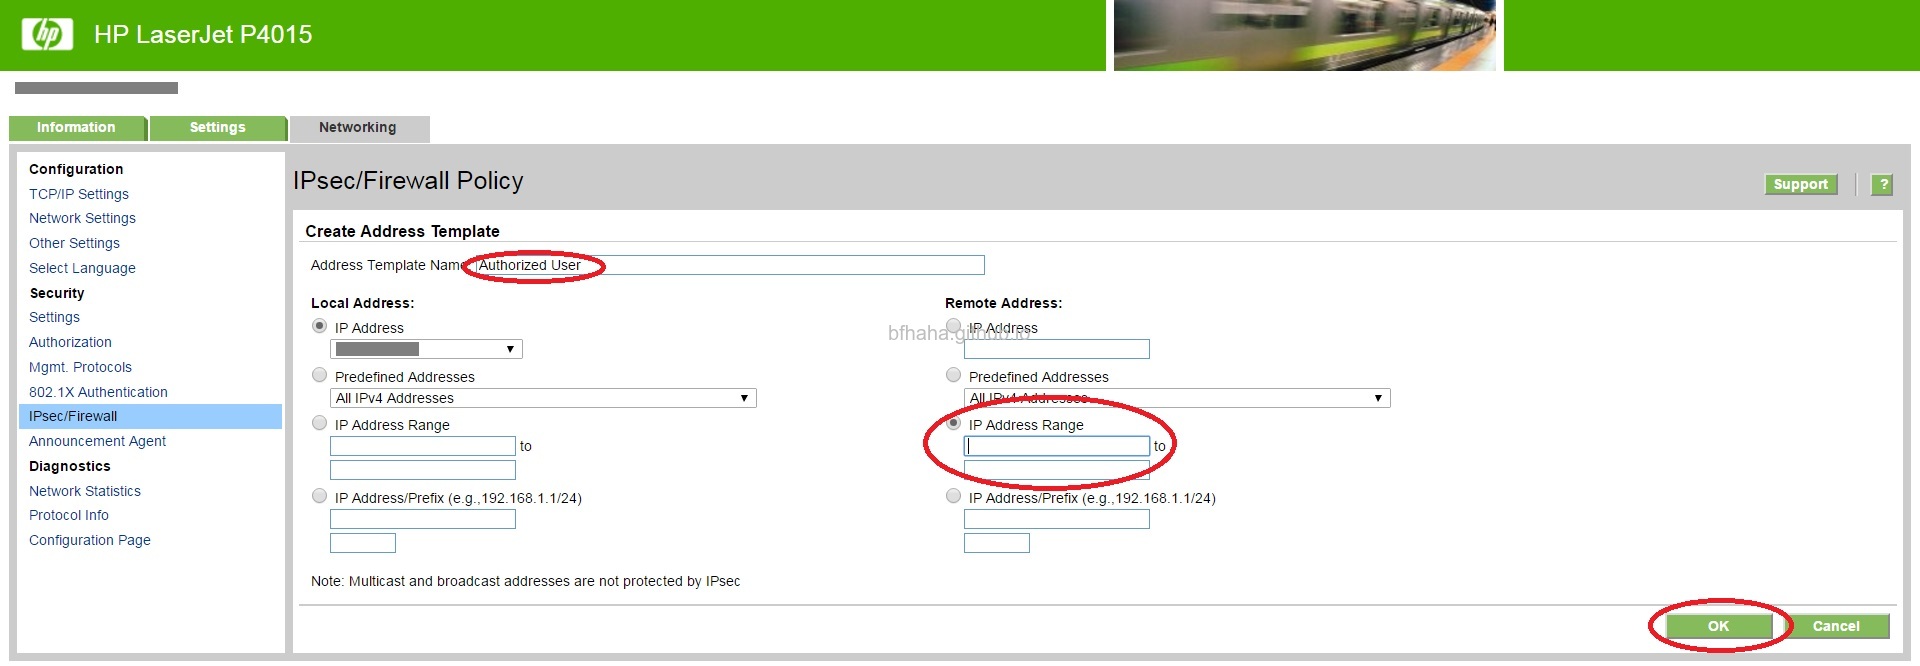 hp HP LaserJet P4015
Information Settings Networking
Configuration
TCP/IP Settings
Network Settings
Other Settings
Select Language
Security
Settings
Authorization
Mgmt. Protocols
802.1X Authentication
IPsec/Firewall
Announcement Agent
Diagnostics
Network Statistics
Protocol Info
Configuration Page
IPsec/Firewall Policy
Support ?
Create Address Template
Address Template Name Authorized User
Local Address:
IP Address
Predefined Addresses
All IPv4 Addresses
IP Address Range
to
IP Address/Prefix (e.g.,192.168.1.1/24)
Remote Address:
IP Address
bfhaha.github.io
Predefined Addresses
All IPv4 Addresses
IP Address Range
to
IP Address/Prefix (e.g.,192.168.1.1/24)
Note: Multicast and broadcast addresses are not protected by IPsec
OK Cancel